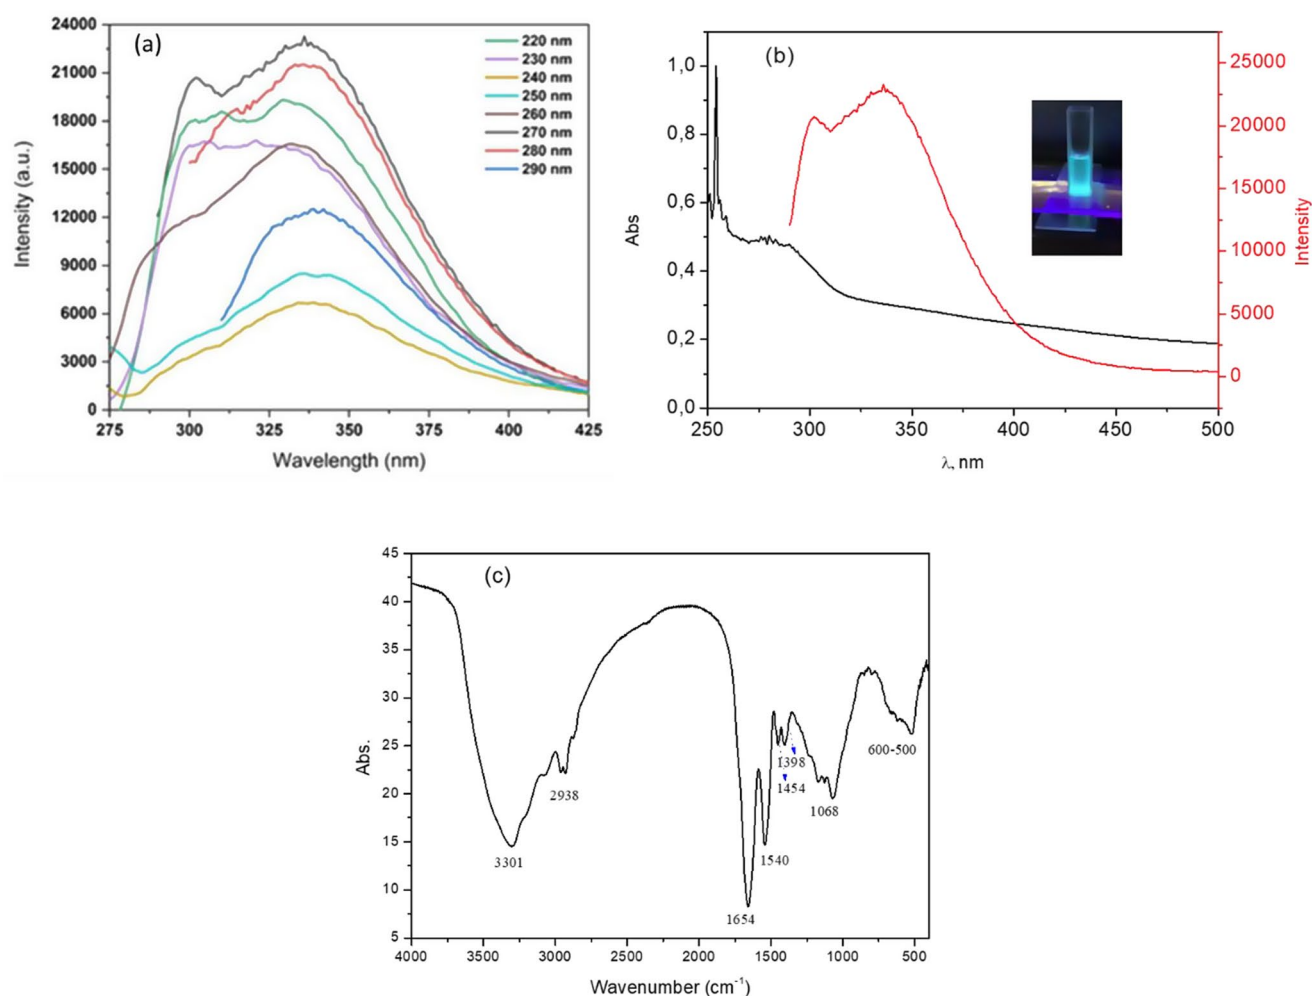 (a)
24000
21000
18000
15000
12000
9000
6000
3000
0
Intensity (a.u.)
220 nm
230 nm
240 nm
250 nm
260 nm
270 nm
280 nm
290 nm
275 300 325 350 375 400 425
Wavelength (nm)
(b)
1,0
0,8
0,6
0,4
0,2
0,0
Abs
25000
20000
15000
10000
5000
0
Intensity
250 300 350 400 450 500
λ, nm
(c)
45
40
35
30
25
20
15
10
5
Abs.
3301
2938
1654
1540
1398
1454
1068
600-500
4000 3500 3000 2500 2000 1500 1000 500
Wavenumber (cm⁻¹)